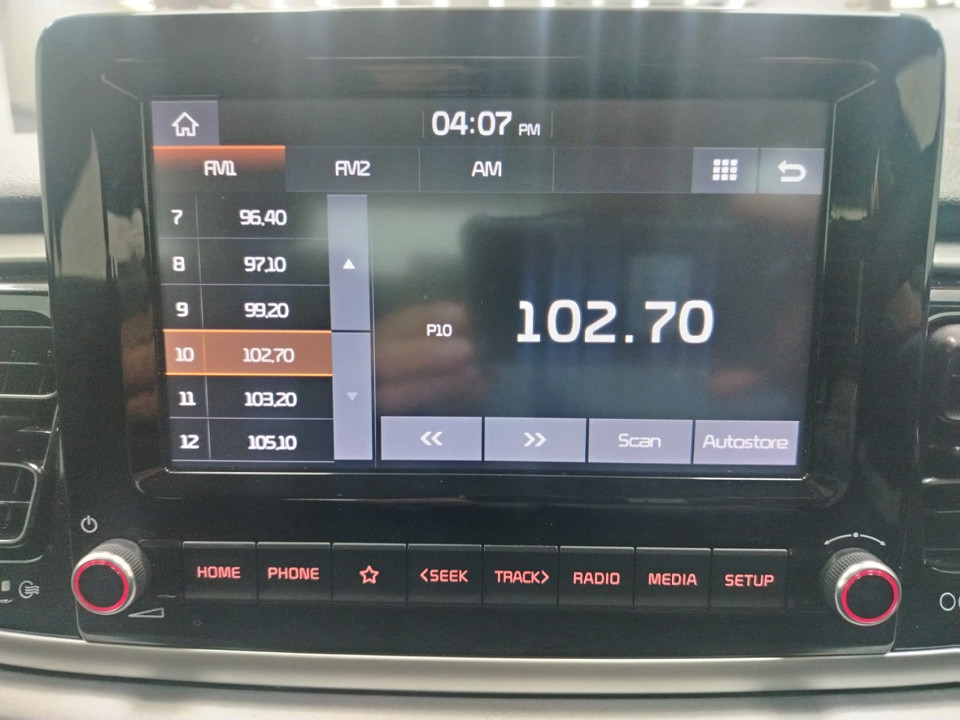 04:07 PM
FM1 FM2 AM
7 96.40
8 97.10
9 99.20
10 102.70
11 103.20
12 105.10
P10 102.70
Scan Autostore
HOME PHONE <SEEK TRACK> RADIO MEDIA SETUP